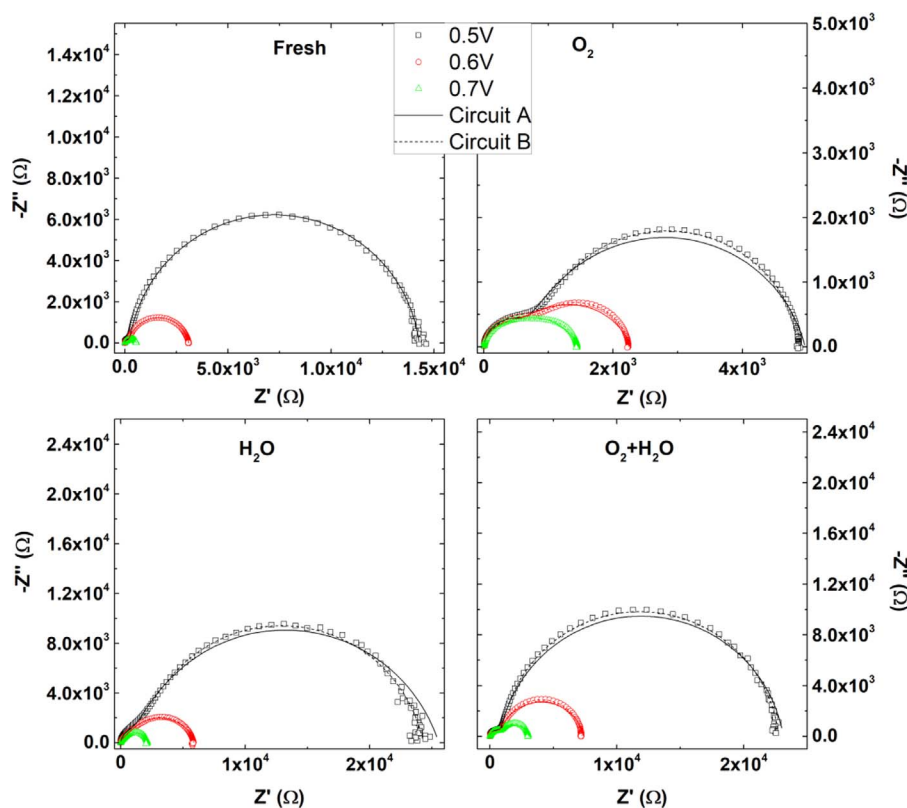 Fresh
0.5V
0.6V
0.7V
Circuit A
Circuit B
O₂
1.4x10⁴
1.2x10⁴
1.0x10⁴
8.0x10³
6.0x10³
4.0x10³
2.0x10³
0.0
-Z'' (Ω)
0.0
5.0x10³
1.0x10⁴
1.5x10⁴
Z' (Ω)
5.0x10³
4.0x10³
3.0x10³
2.0x10³
1.0x10³
0.0
-Z'' (Ω)
0
2x10³
4x10³
Z' (Ω)
H₂O
2.4x10⁴
2.0x10⁴
1.6x10⁴
1.2x10⁴
8.0x10³
4.0x10³
0.0
-Z'' (Ω)
0
1x10⁴
2x10⁴
Z' (Ω)
O₂+H₂O
2.4x10⁴
2.0x10⁴
1.6x10⁴
1.2x10⁴
8.0x10³
4.0x10³
0.0
-Z'' (Ω)
0
1x10⁴
2x10⁴
Z' (Ω)